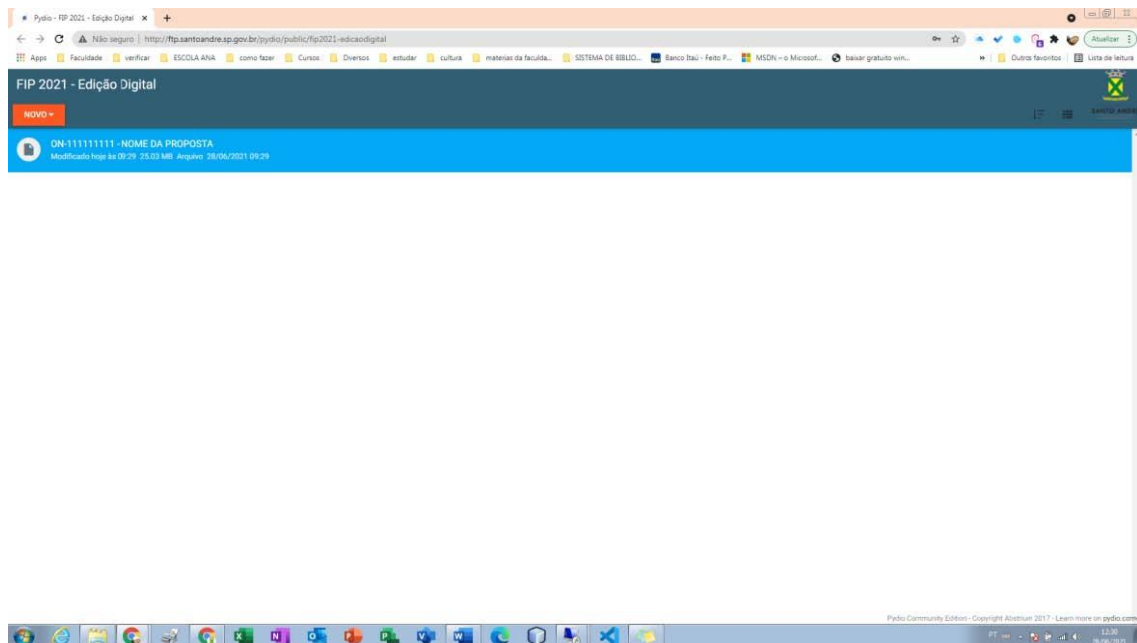 Pydio - FIP 2021 - Edição Digital
Não seguro | http://ftp.santoandre.sp.gov.br/pydio/public/fip2021-edicaodigital
Atualizar
Apps Faculdade verificar ESCOLA ANA como fazer Cursos Diversos estudar cultura materias da faculda... SISTEMA DE BIBLIO... Banco Itaú - Feito P... MSDN – o Microsof... baixar gratuito win... » Outros favoritos Lista de leitura
FIP 2021 - Edição Digital
NOVO
SANTO ANDRÉ
ON-111111111 - NOME DA PROPOSTA
Modificado hoje às 09:29 25.03 MB Arquivo 28/06/2021 09:29
Pydio Community Edition - Copyright Abstrium 2017 - Learn more on pydio.com
PT